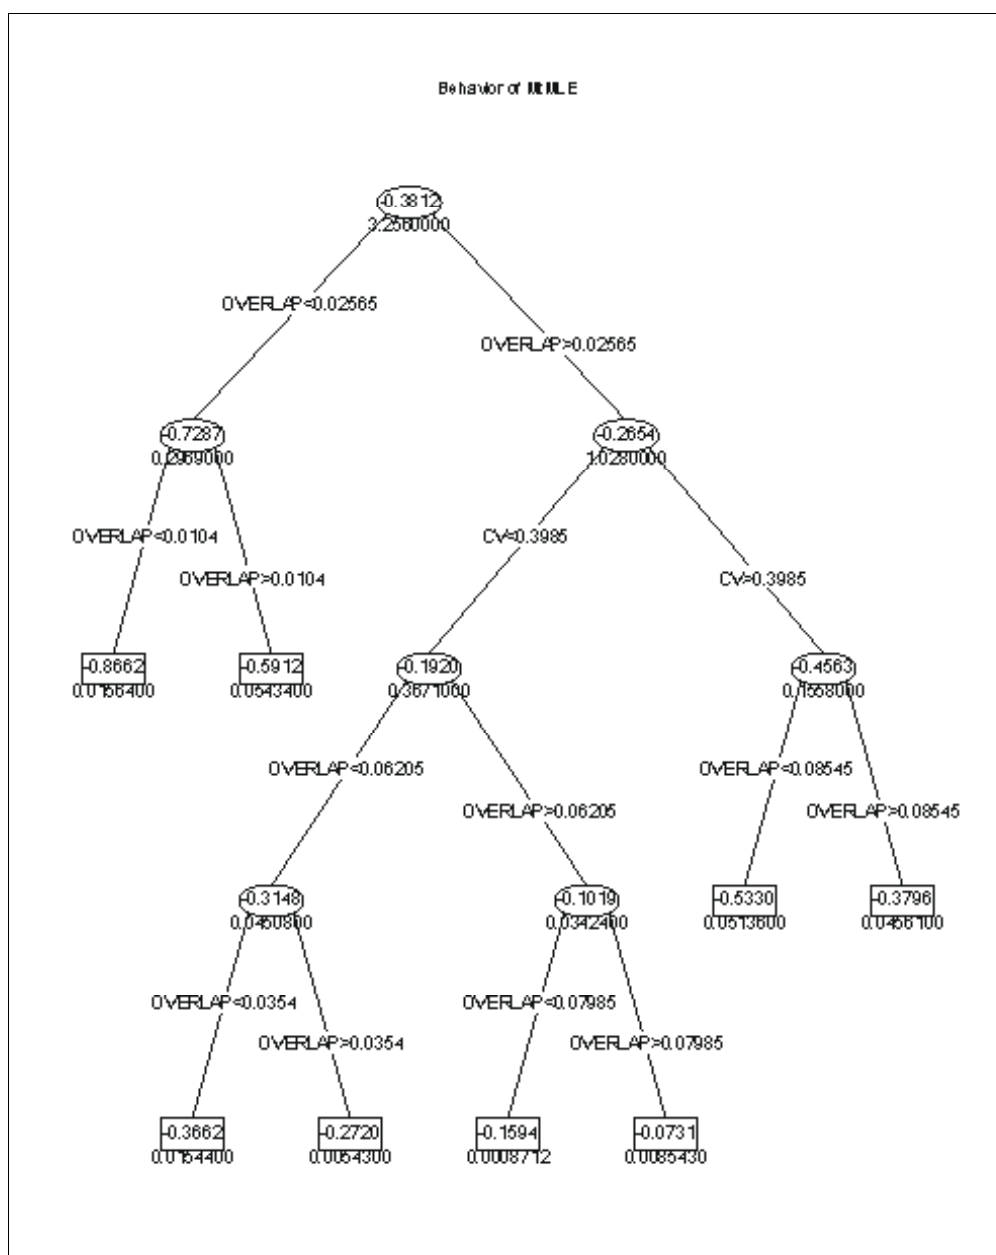 Behavior of MtMLE
-0.3812
3.2560000
OVERLAP<0.02565
OVERLAP>0.02565
-0.7287
0.2969000
-0.2654
1.0280000
OVERLAP<0.0104
CV<0.3985
OVERLAP>0.0104
CV>0.3985
-0.8662
0.0156400
-0.5912
0.0543400
-0.1920
0.3671000
-0.4563
0.1558000
OVERLAP<0.06205
OVERLAP<0.08545
OVERLAP>0.06205
OVERLAP>0.08545
-0.3148
0.0450800
-0.1019
0.0342400
-0.5330
0.0513600
-0.3796
0.0456100
OVERLAP<0.0354
OVERLAP<0.07985
OVERLAP>0.0354
OVERLAP>0.07985
-0.3662
0.0154400
-0.2720
0.0054300
-0.1594
0.0008712
-0.0731
0.0085430